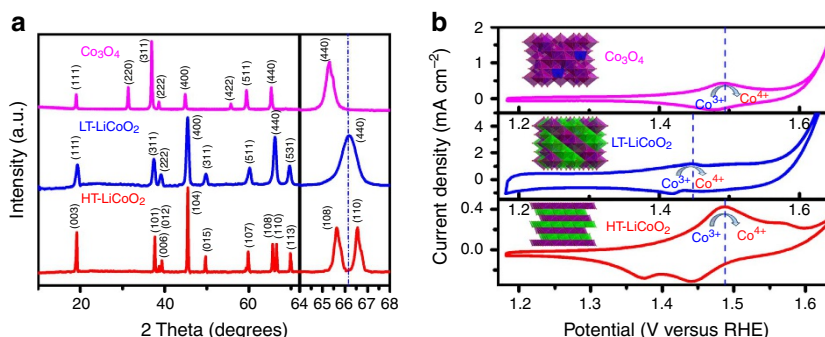 a
Intensity (a.u.)
Co₃O₄
(111)
(220)
(311)
(222)
(400)
(422)
(511)
(440)
(440)
LT-LiCoO₂
(111)
(311)
(222)
(400)
(311)
(511)
(440)
(531)
(440)
HT-LiCoO₂
(003)
(101)
(006)
(012)
(104)
(015)
(107)
(108)
(110)
(113)
(108)
(110)
20 40 60 64 65 66 67 68
2 Theta (degrees)
b
Current density (mA cm⁻²)
2
1
0
Co₃O₄
Co³⁺ Co⁴⁺
1.2 1.4 1.6
4
2
0
LT-LiCoO₂
Co³⁺ Co⁴⁺
1.2 1.4 1.6
0.4
0.0
HT-LiCoO₂
Co³⁺ Co⁴⁺
1.2 1.3 1.4 1.5 1.6
Potential (V versus RHE)